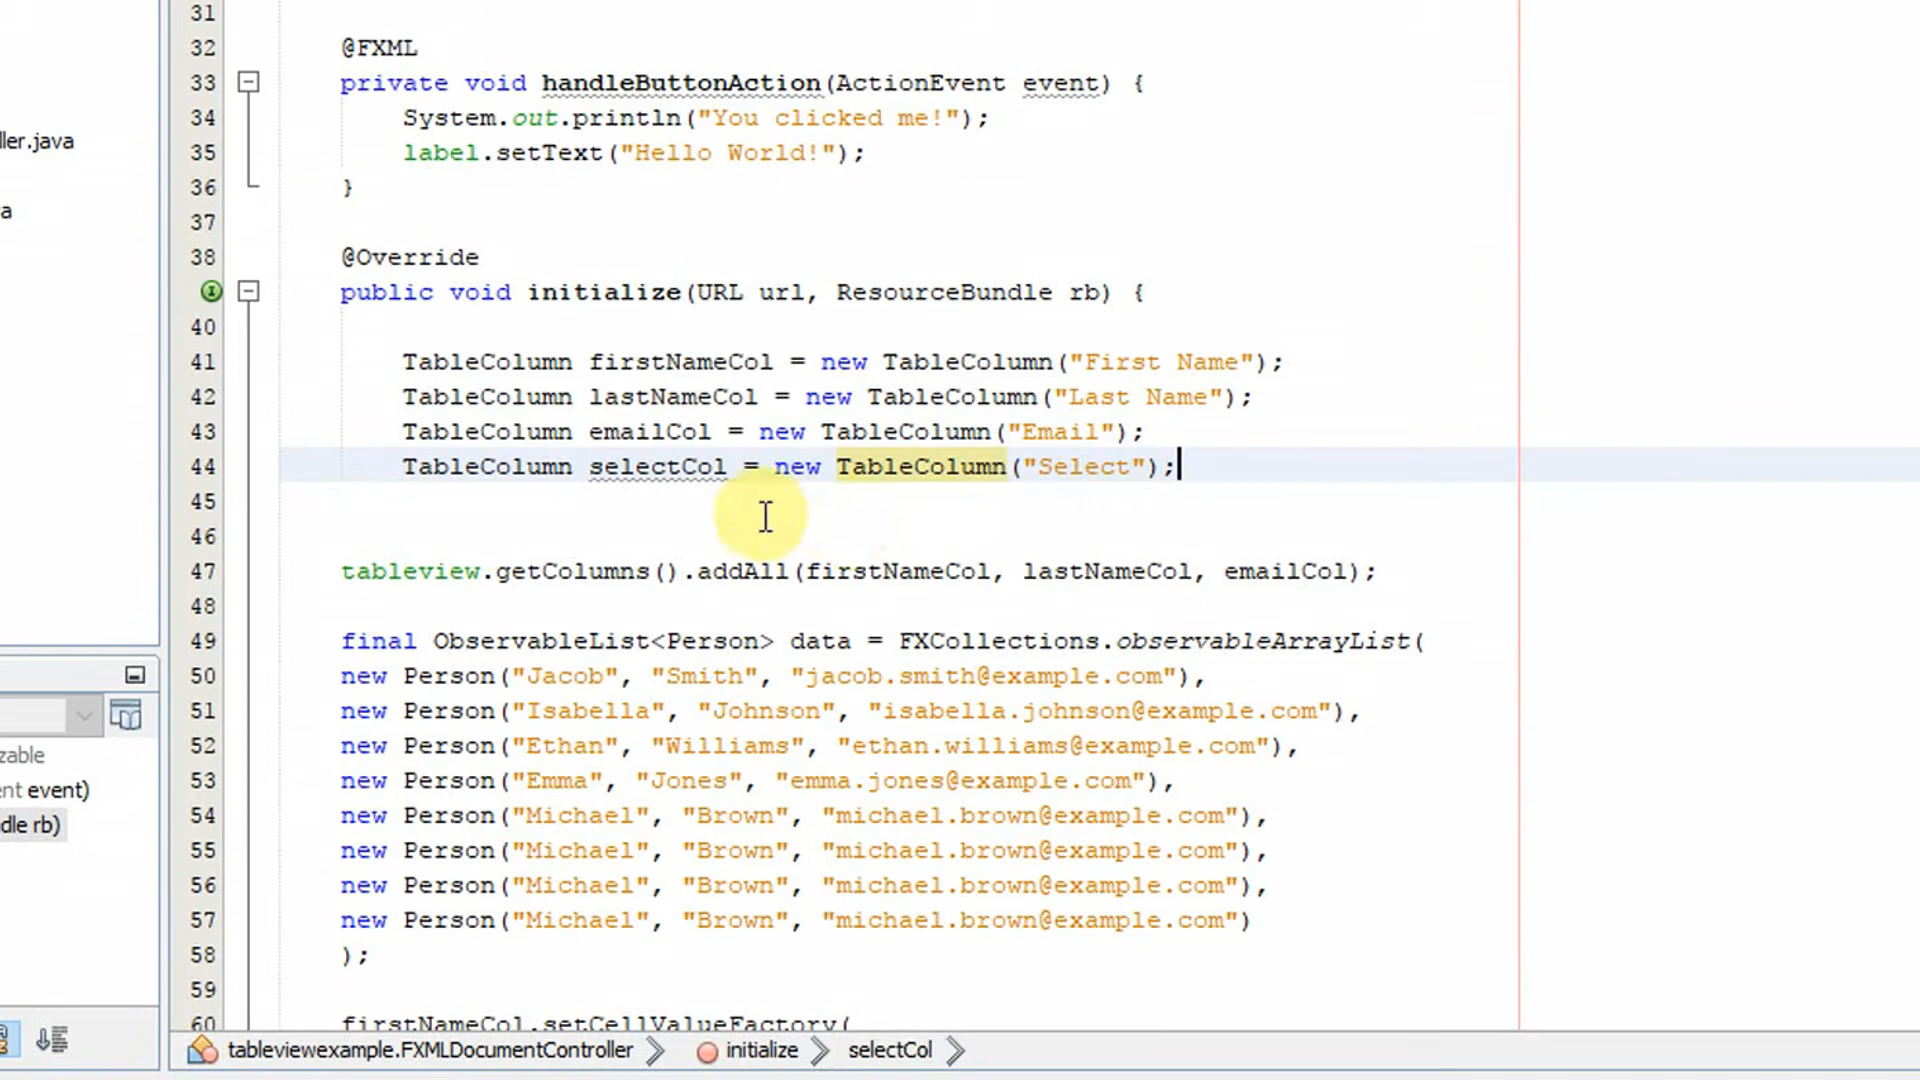 31
32 @FXML
33 private void handleButtonAction(ActionEvent event) {
34 System.out.println("You clicked me!");
35 label.setText("Hello World!");
36 }
37
38 @Override
public void initialize(URL url, ResourceBundle rb) {
40
41 TableColumn firstNameCol = new TableColumn("First Name");
42 TableColumn lastNameCol = new TableColumn("Last Name");
43 TableColumn emailCol = new TableColumn("Email");
44 TableColumn selectCol = new TableColumn("Select");
45
46
47 tableview.getColumns().addAll(firstNameCol, lastNameCol, emailCol);
48
49 final ObservableList<Person> data = FXCollections.observableArrayList(
50 new Person("Jacob", "Smith", "jacob.smith@example.com"),
51 new Person("Isabella", "Johnson", "isabella.johnson@example.com"),
52 new Person("Ethan", "Williams", "ethan.williams@example.com"),
53 new Person("Emma", "Jones", "emma.jones@example.com"),
54 new Person("Michael", "Brown", "michael.brown@example.com"),
55 new Person("Michael", "Brown", "michael.brown@example.com"),
56 new Person("Michael", "Brown", "michael.brown@example.com"),
57 new Person("Michael", "Brown", "michael.brown@example.com")
58 );
59
60 firstNameCol.setCellValueFactory(
ller.java
a
zable
ent event)
dle rb)
tableviewexample.FXMLDocumentController initialize selectCol